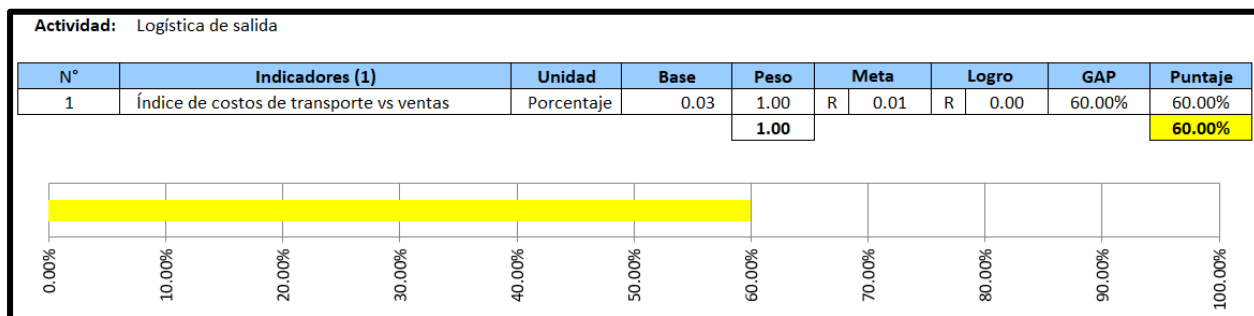 Actividad: Logística de salida
N° Indicadores (1) Unidad Base Peso Meta Logro GAP Puntaje
1 Índice de costos de transporte vs ventas Porcentaje 0.03 1.00 R 0.01 R 0.00 60.00% 60.00%
1.00 60.00%
0.00% 10.00% 20.00% 30.00% 40.00% 50.00% 60.00% 70.00% 80.00% 90.00% 100.00%